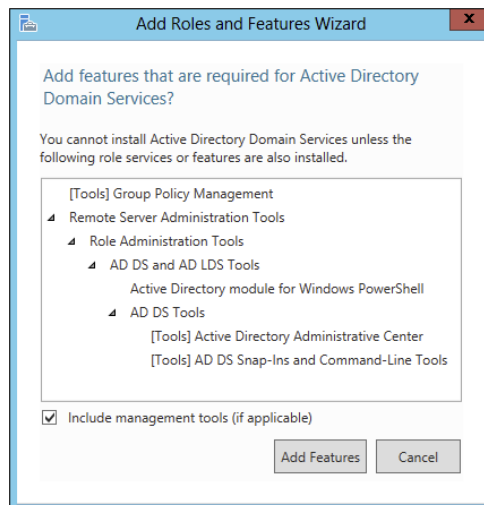 Add Roles and Features Wizard
x
Add features that are required for Active Directory
Domain Services?
You cannot install Active Directory Domain Services unless the
following role services or features are also installed.
[Tools] Group Policy Management
Remote Server Administration Tools
Role Administration Tools
AD DS and AD LDS Tools
Active Directory module for Windows PowerShell
AD DS Tools
[Tools] Active Directory Administrative Center
[Tools] AD DS Snap-Ins and Command-Line Tools
Include management tools (if applicable)
Add Features Cancel